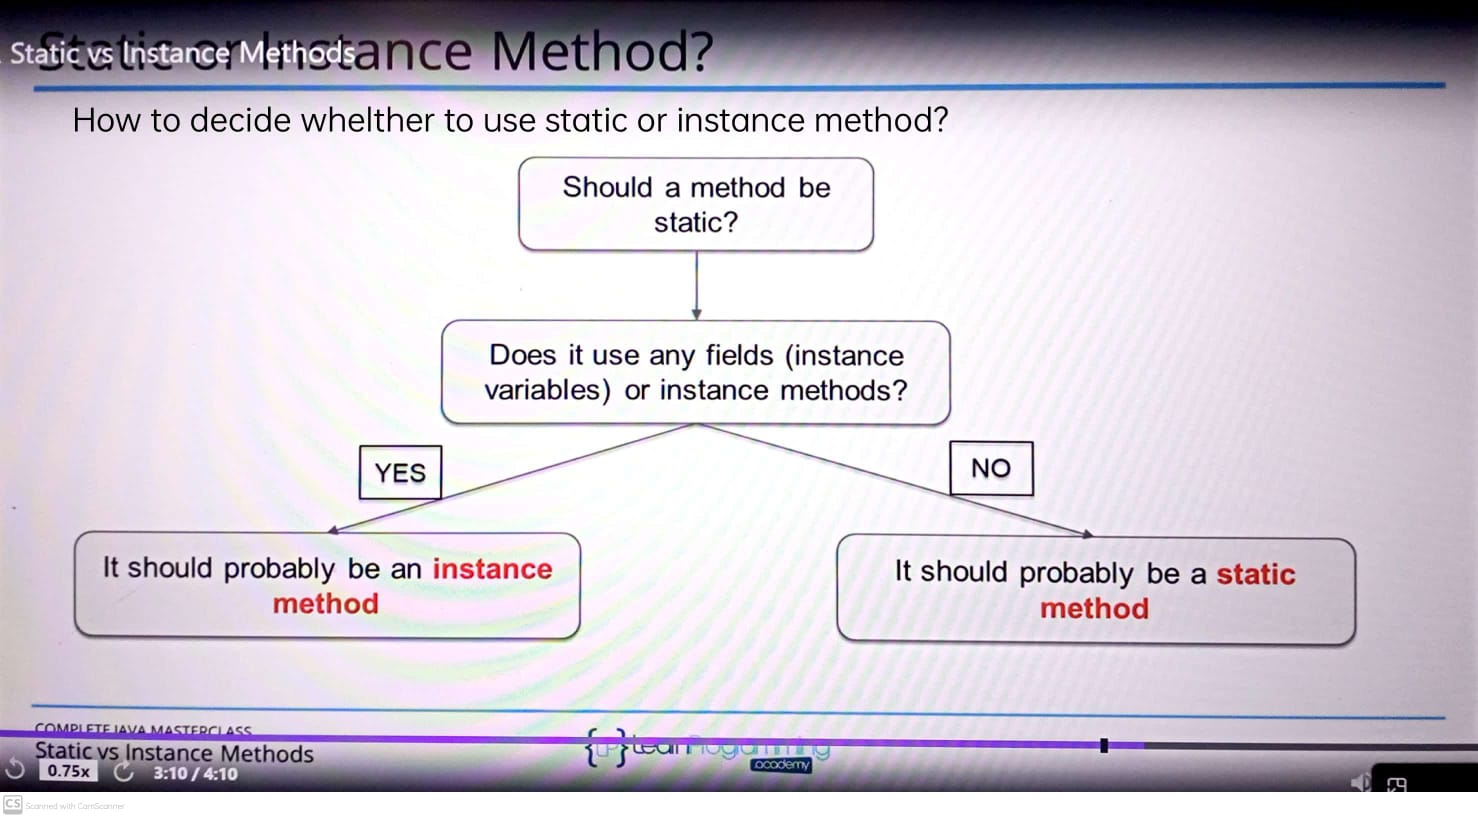 Static or Instance Method?
Static vs Instance Methods
How to decide whelther to use static or instance method?
Should a method be
static?
Does it use any fields (instance
variables) or instance methods?
YES
NO
It should probably be an instance
method
It should probably be a static
method
COMPLETE JAVA MASTERCLASS
Static vs Instance Methods
{LP} Learn Programming
academy
0.75x
3:10 / 4:10
CS Scanned with CamScanner